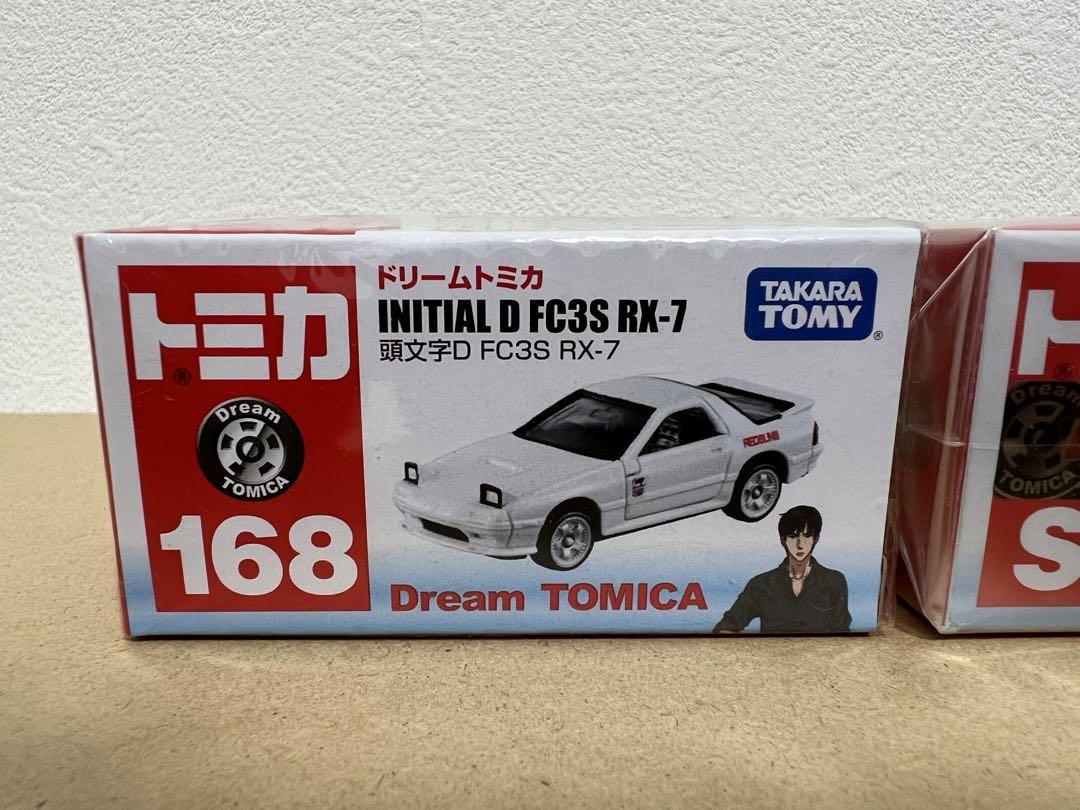 トミカ
®
Dream
TOMICA
168
ドリームトミカ
INITIAL D FC3S RX-7
頭文字D FC3S RX-7
TAKARA
TOMY
®
REDSUNS
Dream TOMICA
®
TOMICA